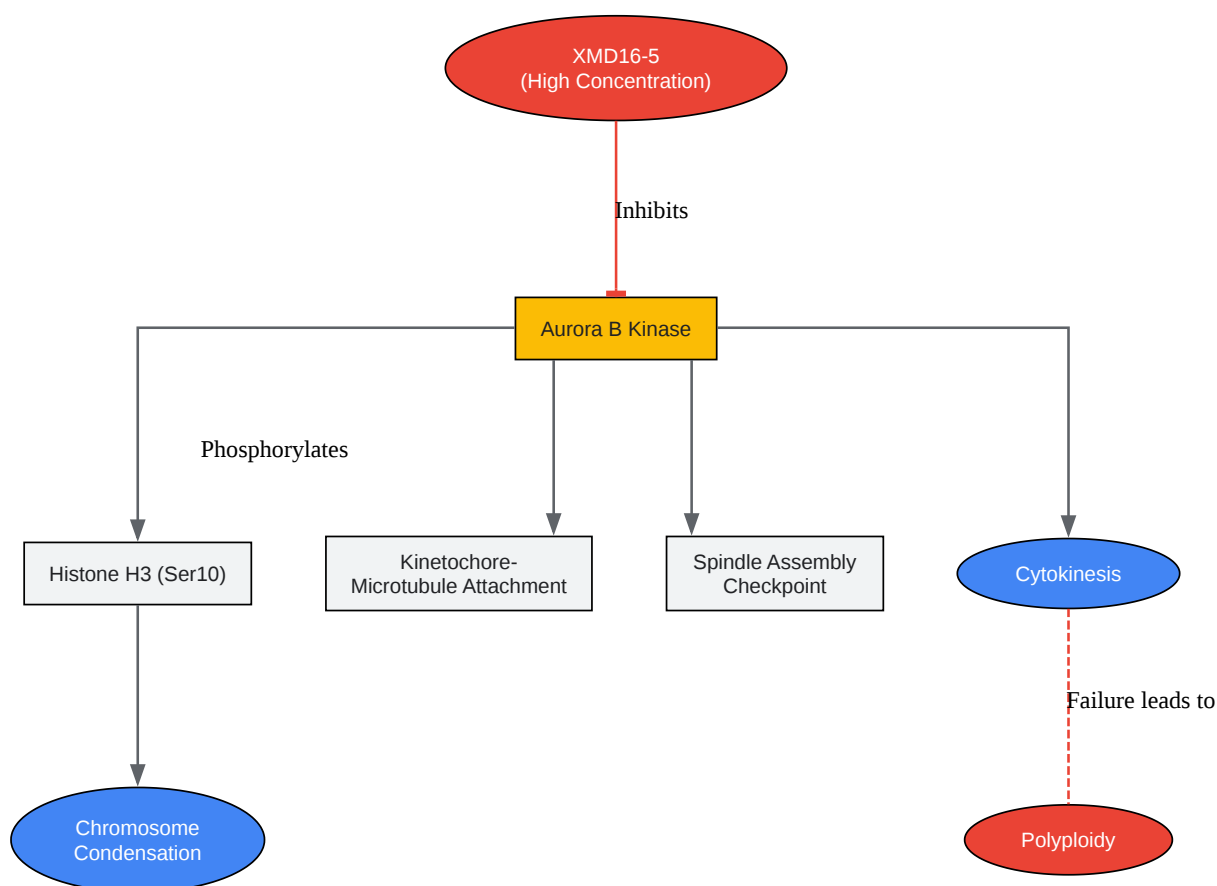 XMD16-5
(High Concentration)
Inhibits
Aurora B Kinase
Phosphorylates
Histone H3 (Ser10)
Kinetochore-
Microtubule Attachment
Spindle Assembly
Checkpoint
Cytokinesis
Failure leads to
Chromosome
Condensation
Polyploidy